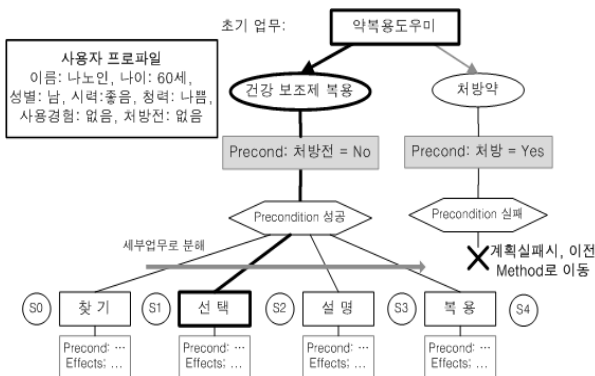 초기 업무:
약복용도우미
사용자 프로파일
이름: 나노인, 나이: 60세,
성별: 남, 시력:좋음, 청력: 나쁨,
사용경험: 없음, 처방전: 없음
건강 보조제 복용
처방약
Precond: 처방전 = No
Precond: 처방 = Yes
Precondition 성공
Precondition 실패
세부업무로 분해
계획실패시, 이전
Method로 이동
S0
찾 기
S1
선 택
S2
설 명
S3
복 용
S4
Precond: …
Effects; …
Precond: …
Effects; …
Precond: …
Effects; …
Precond: …
Effects; …